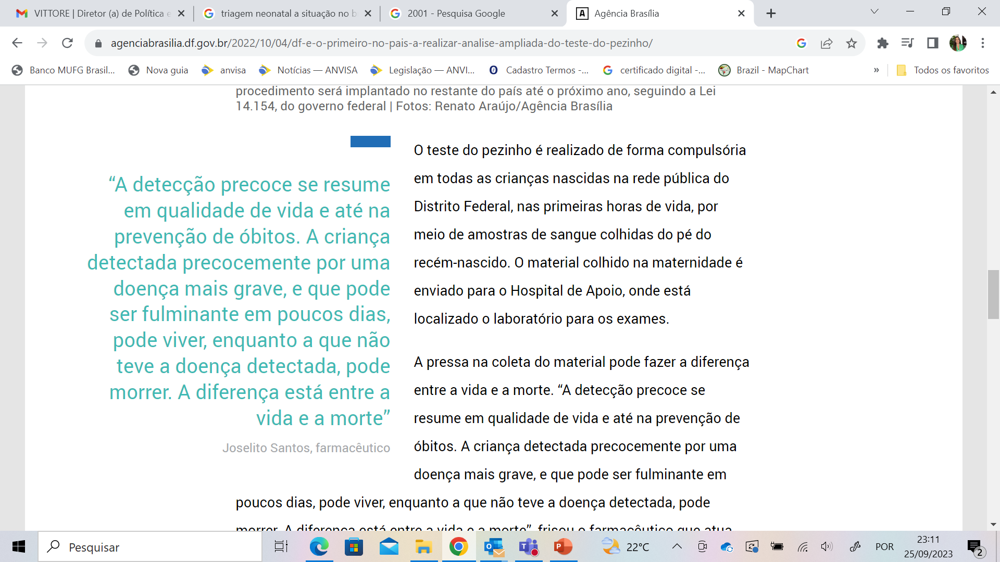 VITTORE | Diretor (a) de Política e
triagem neonatal a situação no b
2001 - Pesquisa Google
Agência Brasília
agenciabrasilia.df.gov.br/2022/10/04/df-e-o-primeiro-no-pais-a-realizar-analise-ampliada-do-teste-do-pezinho/
Banco MUFG Brasil...
Nova guia
anvisa
Notícias — ANVISA
Legislação — ANVI...
Cadastro Termos -...
certificado digital -...
Brazil - MapChart
»
Todos os favoritos
procedimento será implantado no restante do país até o próximo ano, seguindo a Lei
14.154, do governo federal | Fotos: Renato Araújo/Agência Brasília
“A detecção precoce se resume
em qualidade de vida e até na
prevenção de óbitos. A criança
detectada precocemente por uma
doença mais grave, e que pode
ser fulminante em poucos dias,
pode viver, enquanto a que não
teve a doença detectada, pode
morrer. A diferença está entre a
vida e a morte”
Joselito Santos, farmacêutico
O teste do pezinho é realizado de forma compulsória
em todas as crianças nascidas na rede pública do
Distrito Federal, nas primeiras horas de vida, por
meio de amostras de sangue colhidas do pé do
recém-nascido. O material colhido na maternidade é
enviado para o Hospital de Apoio, onde está
localizado o laboratório para os exames.
A pressa na coleta do material pode fazer a diferença
entre a vida e a morte. “A detecção precoce se
resume em qualidade de vida e até na prevenção de
óbitos. A criança detectada precocemente por uma
doença mais grave, e que pode ser fulminante em
poucos dias, pode viver, enquanto a que não teve a doença detectada, pode
morrer. A diferença está entre a vida e a morte”, frisou o farmacêutico que atua
Pesquisar
22°C
POR
23:11
25/09/2023
2